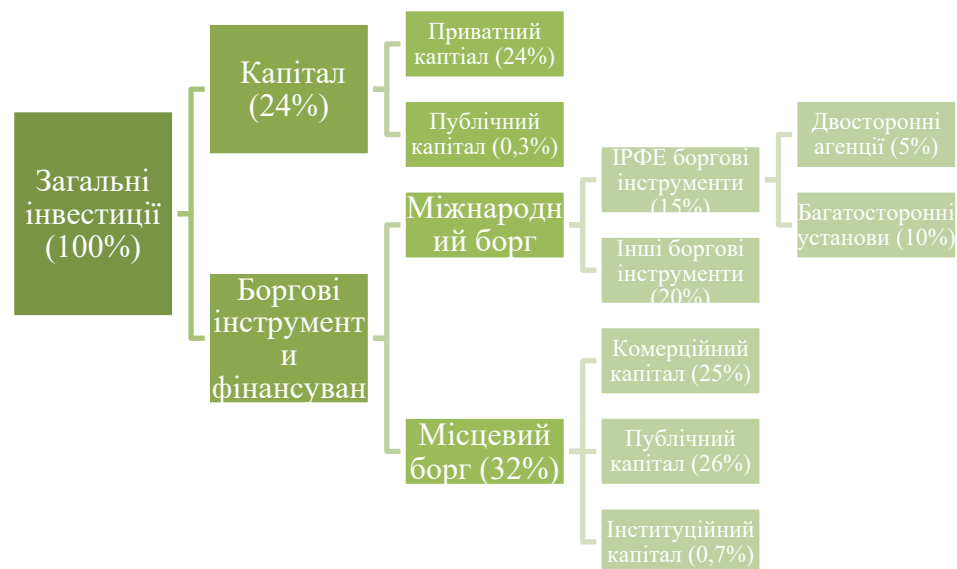 Загальні
інвестиції
(100%)
Капітал
(24%)
Приватний
каптіал (24%)
Публічний
капітал (0,3%)
Боргові
інструмент
и
фінансуван
Міжнародн
ий борг
ІРФЕ боргові
інструменти
(15%)
Двосторонні
агенції (5%)
Багатосторонні
установи (10%)
Інші боргові
інструменти
(20%)
Місцевий
борг (32%)
Комерційний
капітал (25%)
Публічний
капітал (26%)
Інституційний
капітал (0,7%)